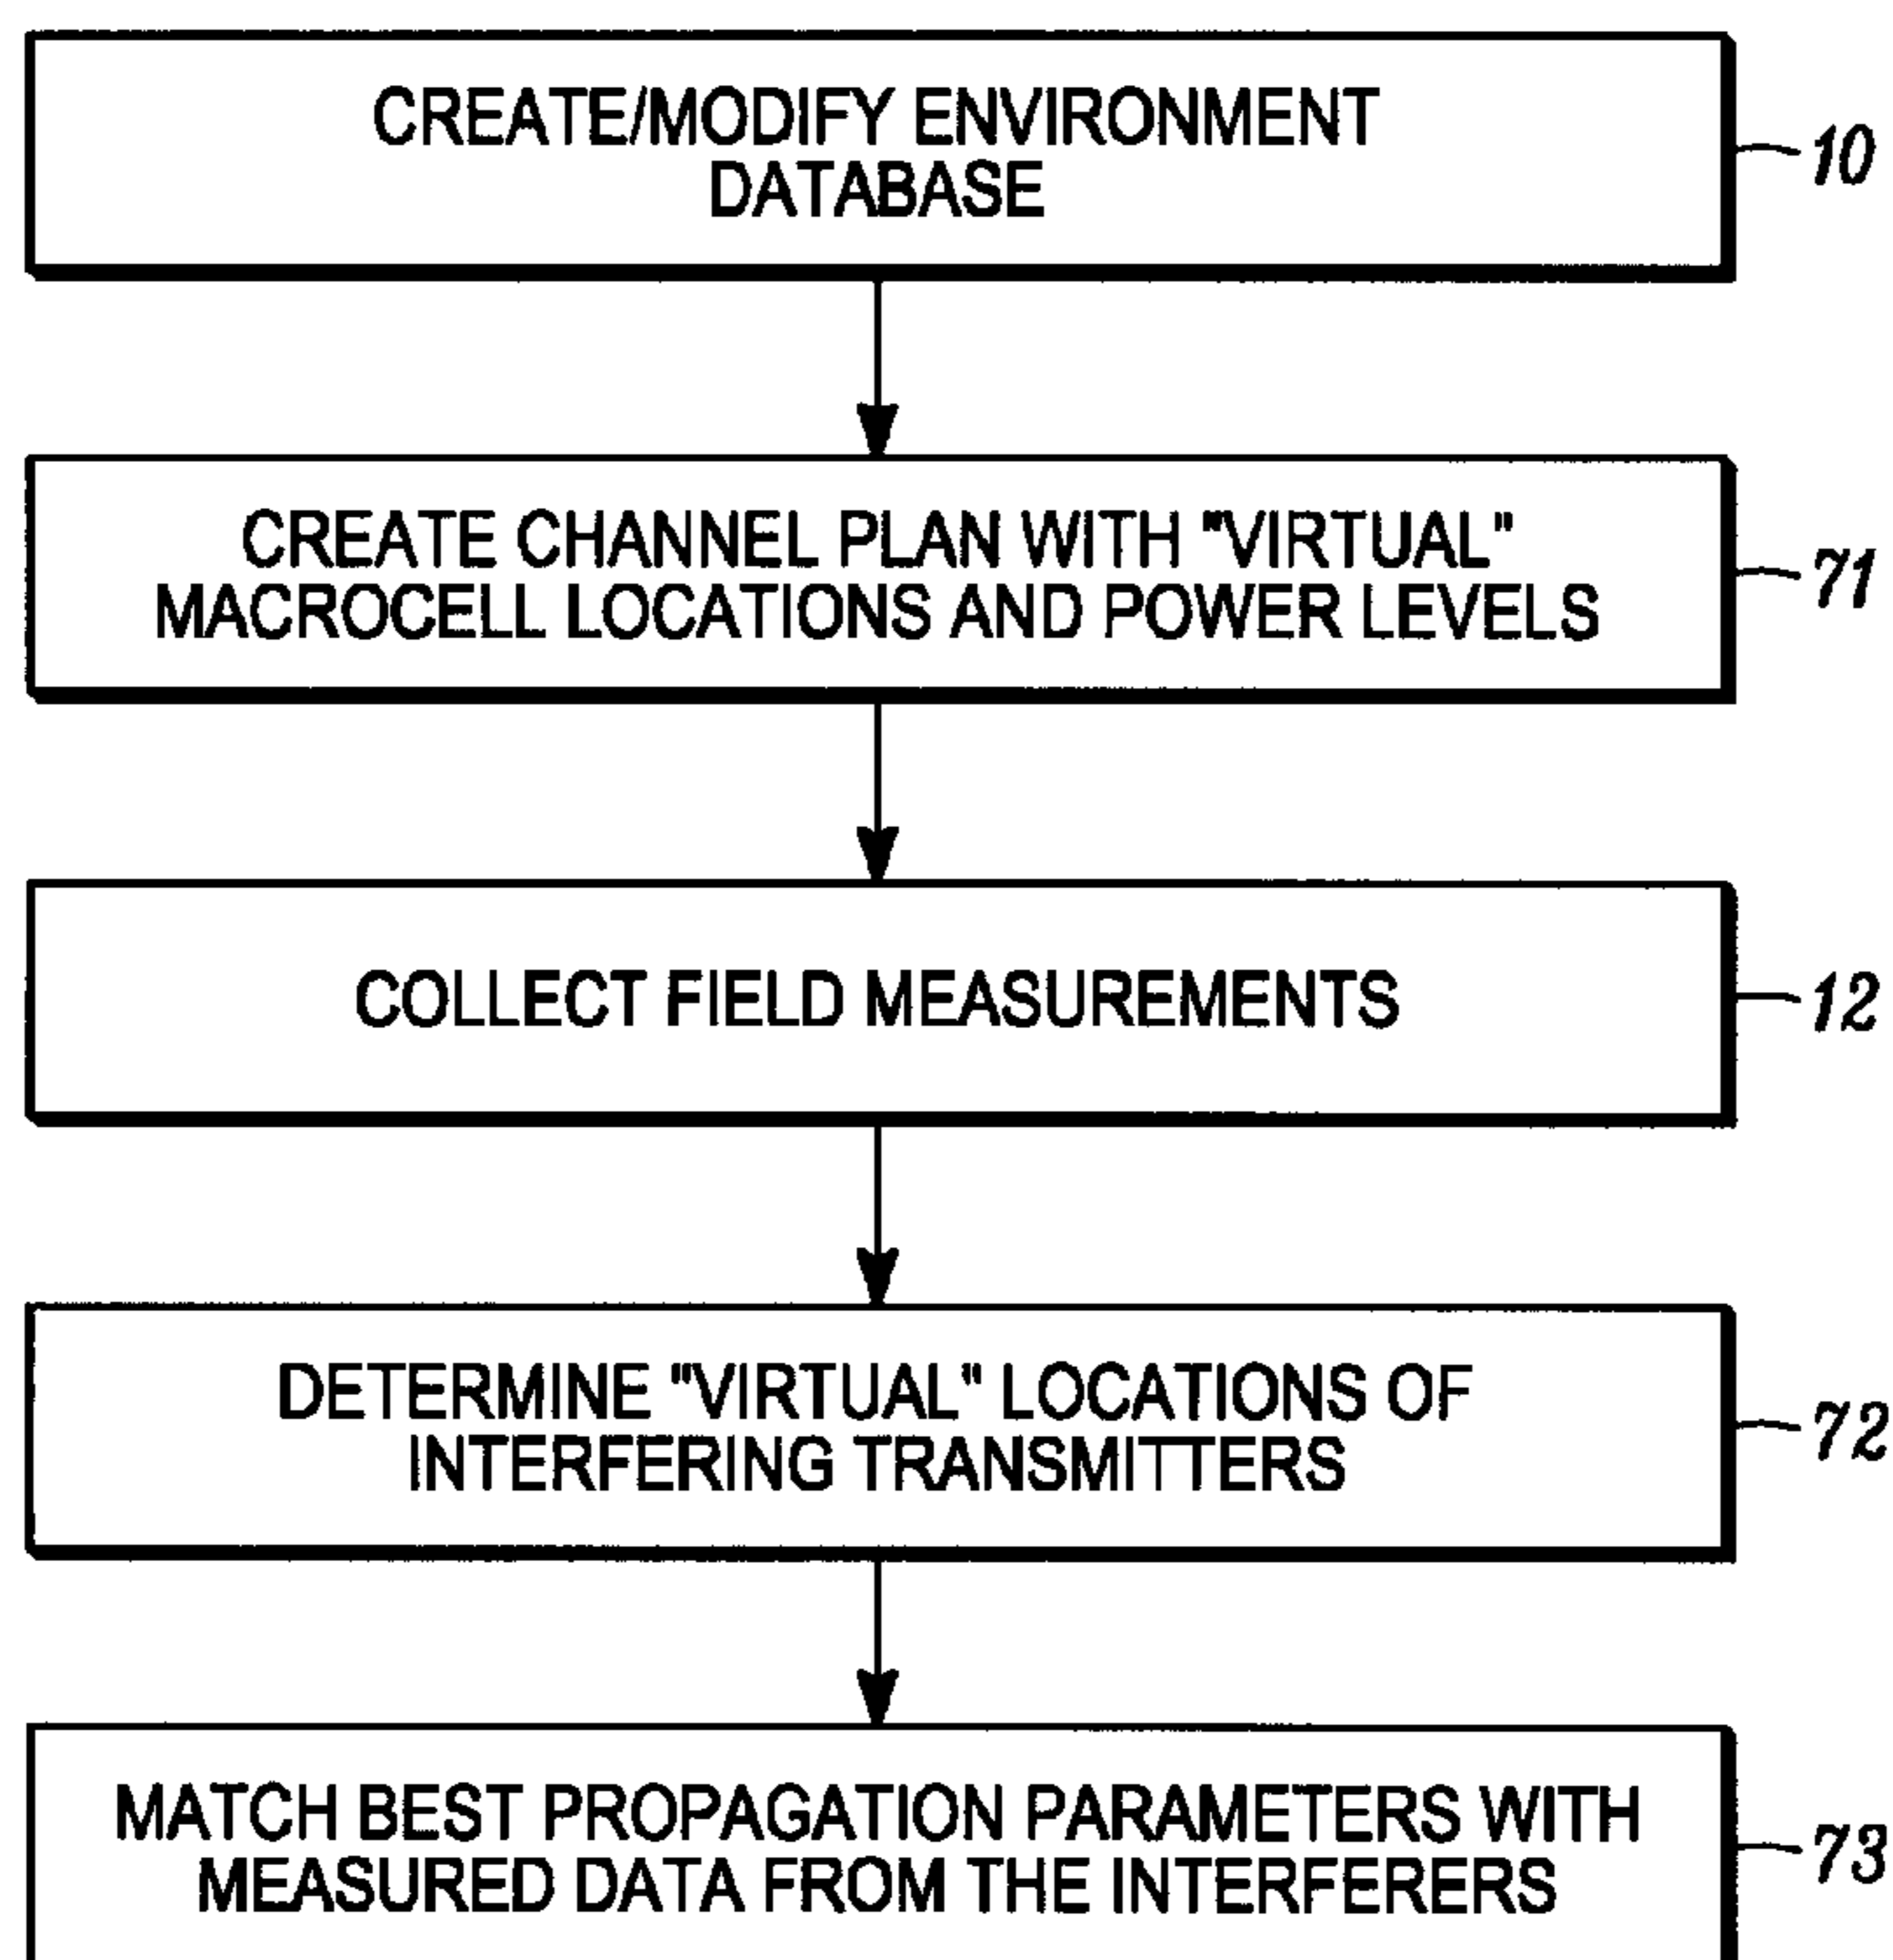 CREATE/MODIFY ENVIRONMENT
DATABASE
10
CREATE CHANNEL PLAN WITH "VIRTUAL"
MACROCELL LOCATIONS AND POWER LEVELS
71
COLLECT FIELD MEASUREMENTS
12
DETERMINE "VIRTUAL" LOCATIONS OF
INTERFERING TRANSMITTERS
72
MATCH BEST PROPAGATION PARAMETERS WITH
MEASURED DATA FROM THE INTERFERERS
73